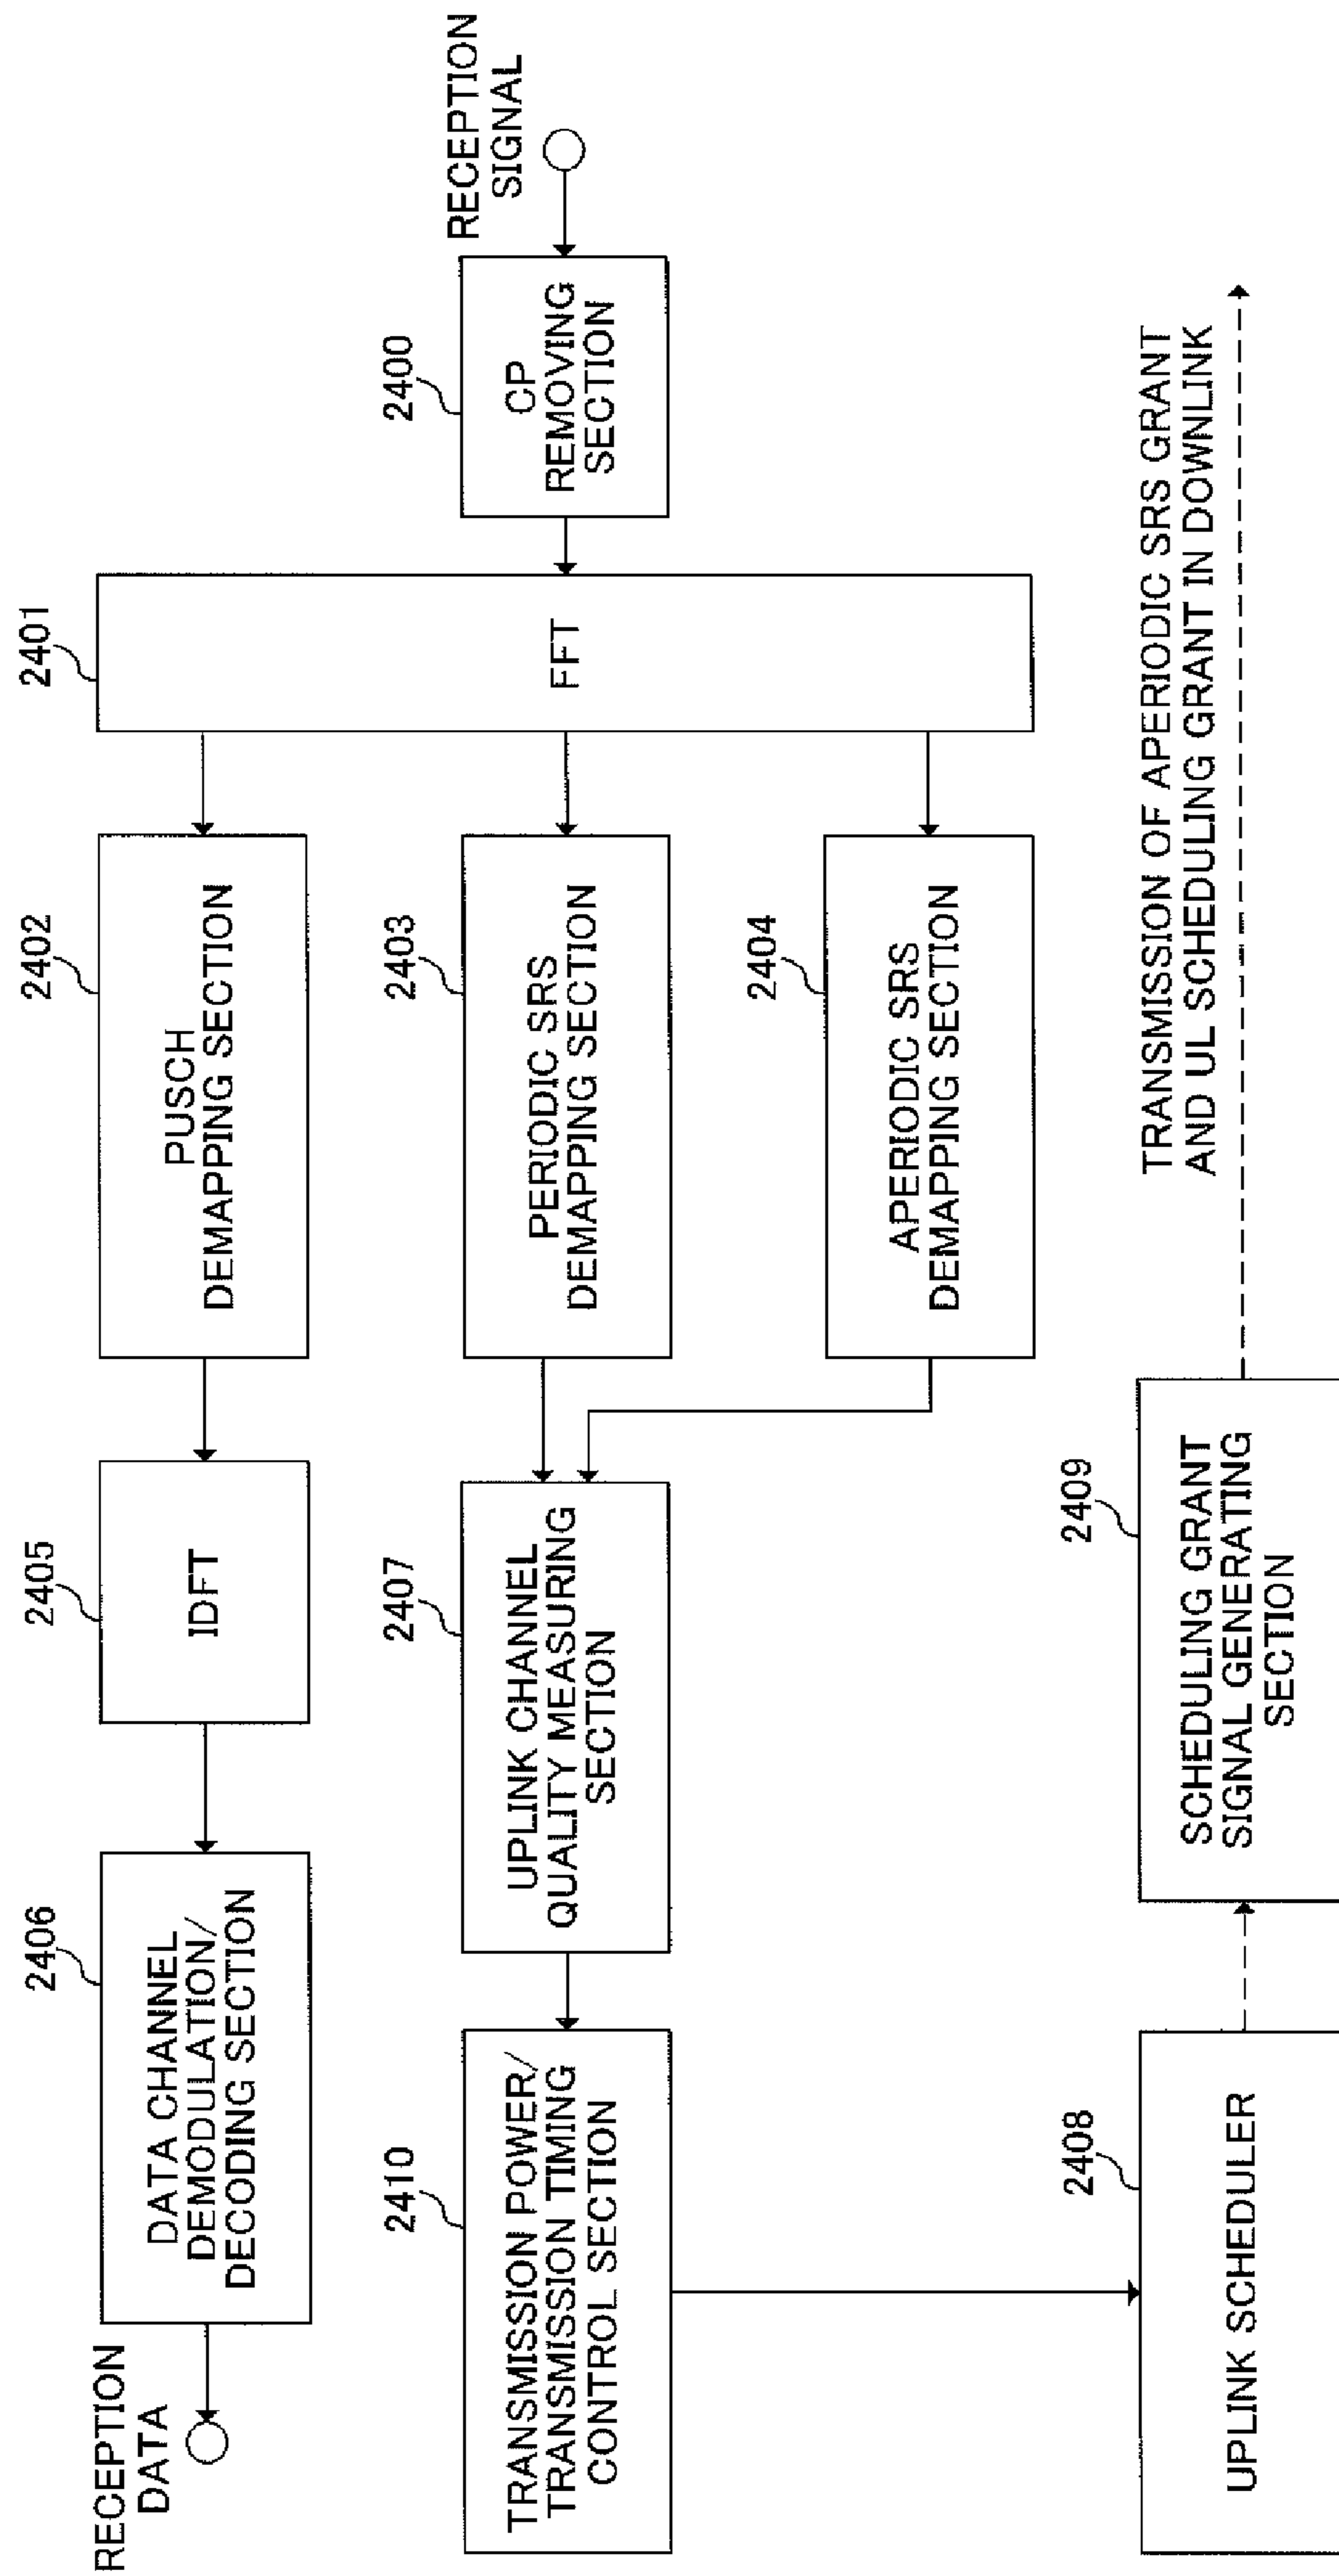 RECEPTION
DATA
2406
DATA CHANNEL
DEMODULATION/
DECODING SECTION
2405
IDFT
2402
PUSCH
DEMAPPING SECTION
2401
FFT
2410
TRANSMISSION POWER/
TRANSMISSION TIMING
CONTROL SECTION
2407
UPLINK CHANNEL
QUALITY MEASURING
SECTION
2403
PERIODIC SRS
DEMAPPING SECTION
2400
CP
REMOVING
SECTION
RECEPTION
SIGNAL
2404
APERIODIC SRS
DEMAPPING SECTION
2408
UPLINK SCHEDULER
2409
SCHEDULING GRANT
SIGNAL GENERATING
SECTION
TRANSMISSION OF APERIODIC SRS GRANT
AND UL SCHEDULING GRANT IN DOWNLINK